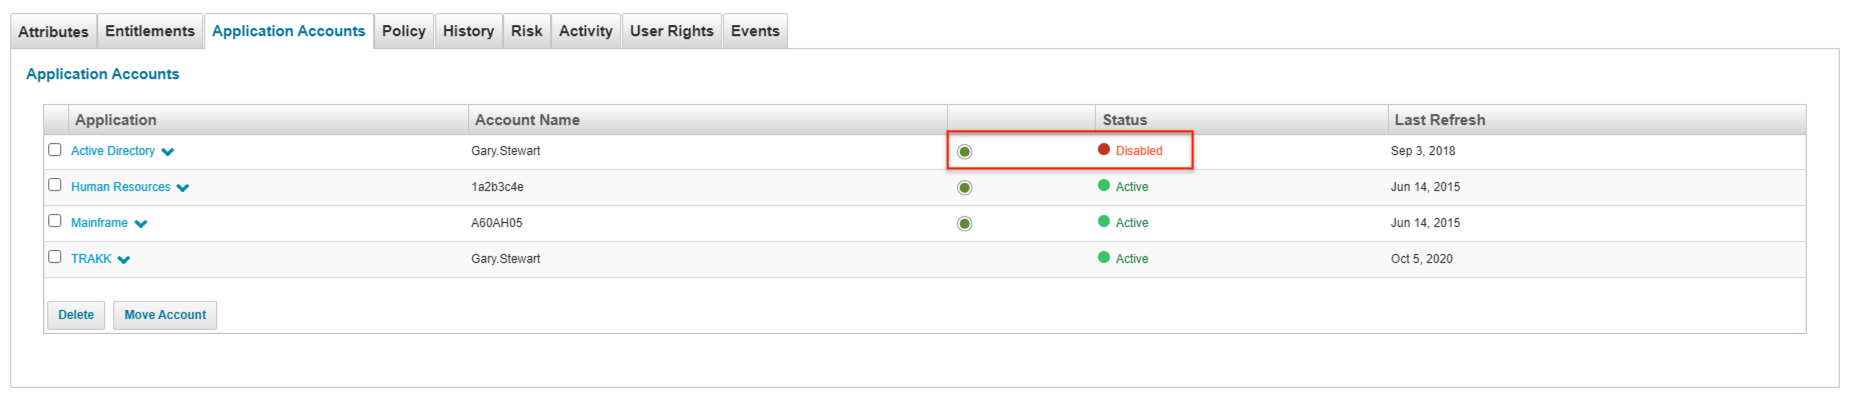 Attributes Entitlements Application Accounts Policy History Risk Activity User Rights Events
Application Accounts
Application Account Name Status Last Refresh
Active Directory Gary.Stewart Disabled Sep 3, 2018
Human Resources 1a2b3c4e Active Jun 14, 2015
Mainframe A60AH05 Active Jun 14, 2015
TRAKK Gary.Stewart Active Oct 5, 2020
Delete Move Account